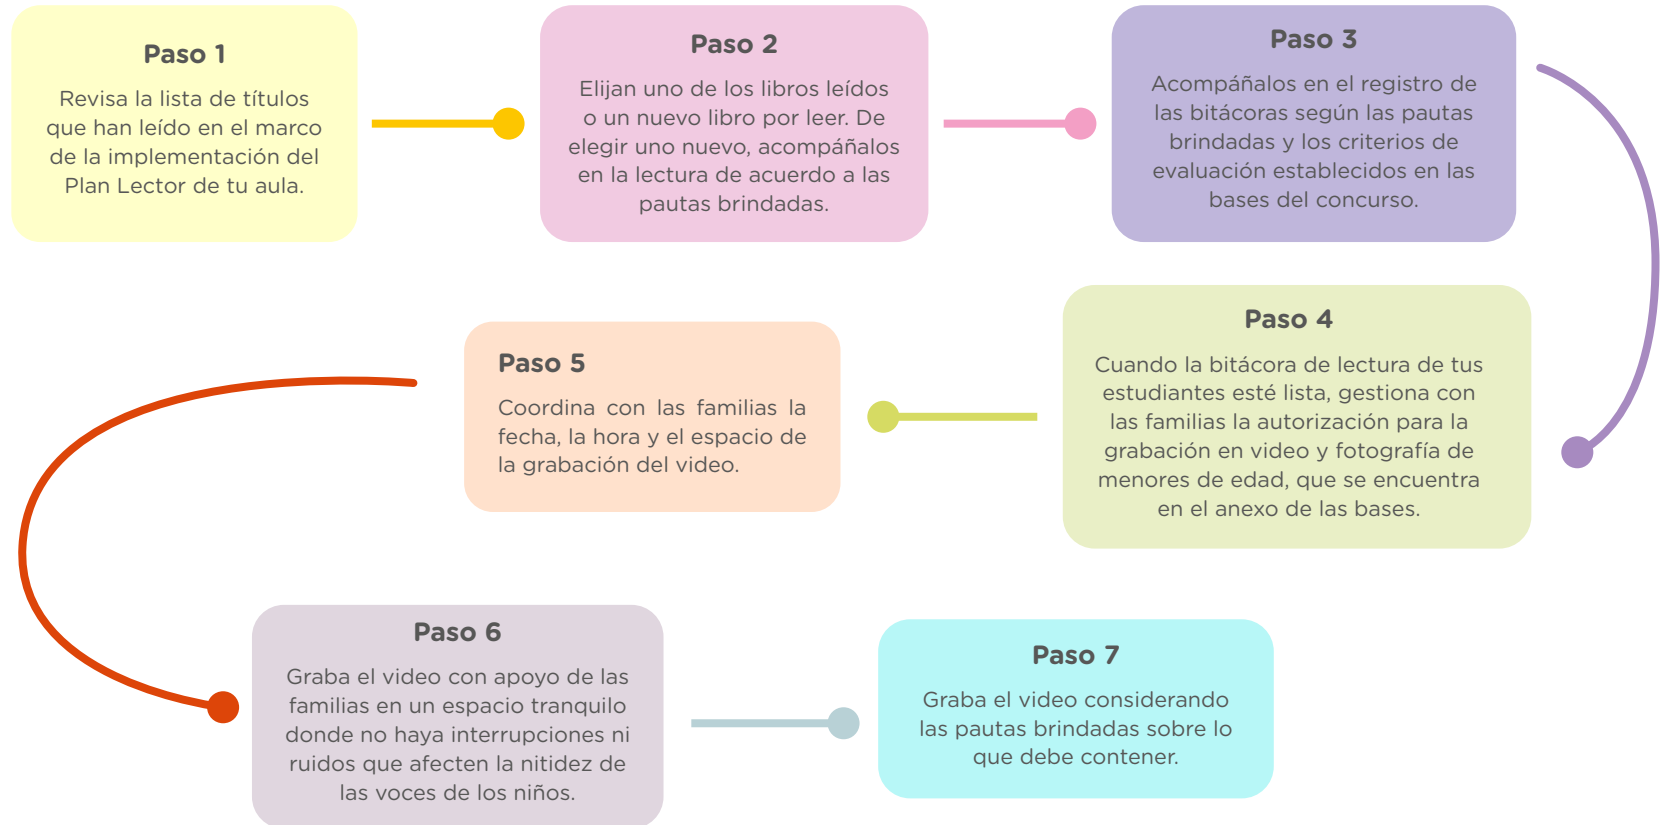 Paso 1
Revisa la lista de títulos
que han leído en el marco
de la implementación del
Plan Lector de tu aula.
Paso 2
Elijan uno de los libros leídos
o un nuevo libro por leer. De
elegir uno nuevo, acompáñalos
en la lectura de acuerdo a las
pautas brindadas.
Paso 3
Acompáñalos en el registro de
las bitácoras según las pautas
brindadas y los criterios de
evaluación establecidos en las
bases del concurso.
Paso 4
Cuando la bitácora de lectura de tus
estudiantes esté lista, gestiona con
las familias la autorización para la
grabación en video y fotografía de
menores de edad, que se encuentra
en el anexo de las bases.
Paso 5
Coordina con las familias la
fecha, la hora y el espacio de
la grabación del video.
Paso 6
Graba el video con apoyo de las
familias en un espacio tranquilo
donde no haya interrupciones ni
ruidos que afecten la nitidez de
las voces de los niños.
Paso 7
Graba el video considerando
las pautas brindadas sobre lo
que debe contener.